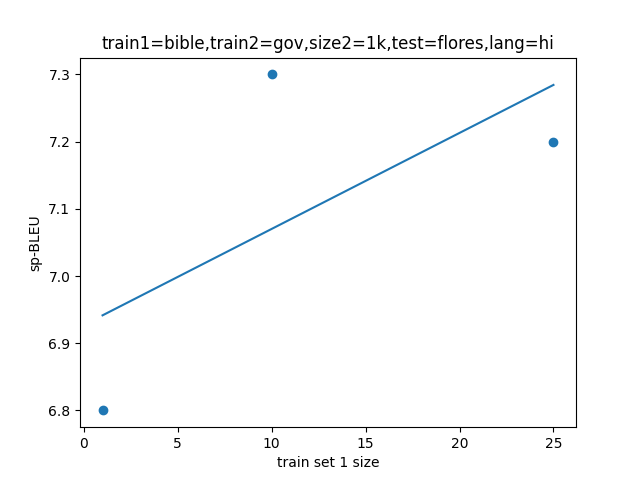 train1=bible,train2=gov,size2=1k,test=flores,lang=hi
7.3
7.2
7.1
7.0
6.9
6.8
sp-BLEU
0 5 10 15 20 25
train set 1 size